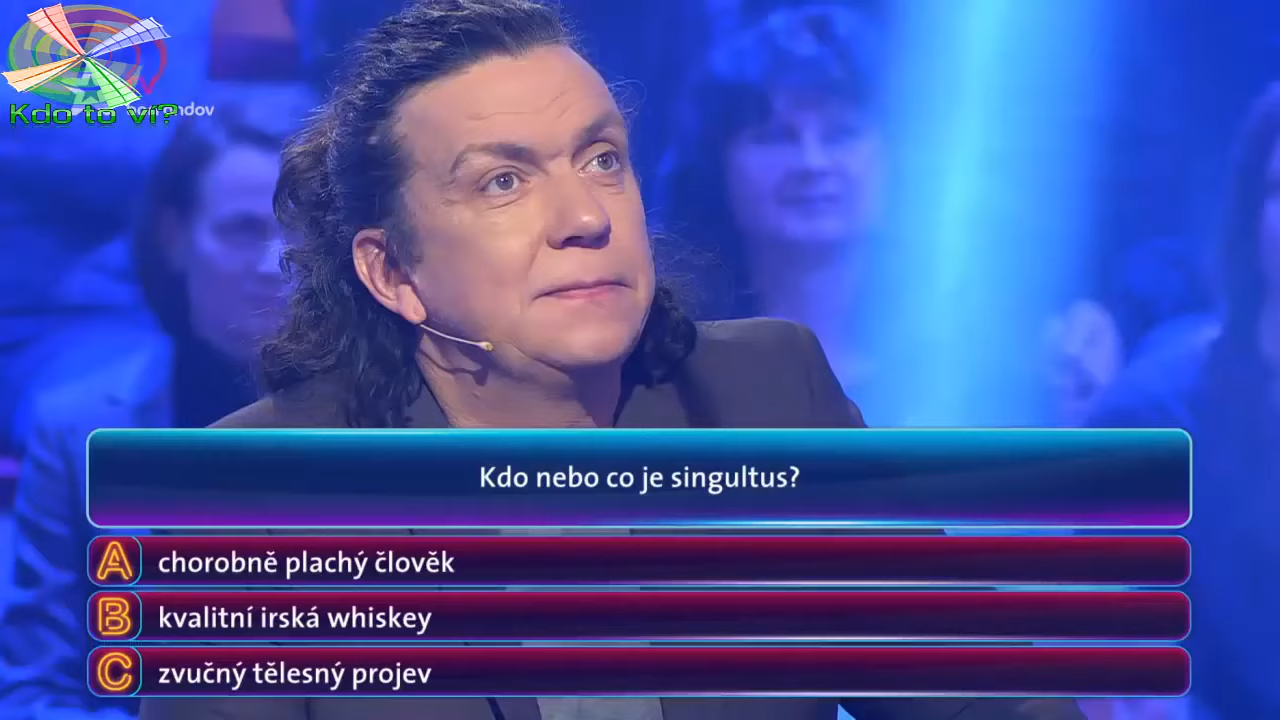 Kdo to ví?
Kdo nebo co je singultus?
A chorobně plachý člověk
B kvalitní irská whiskey
C zvučný tělesný projev